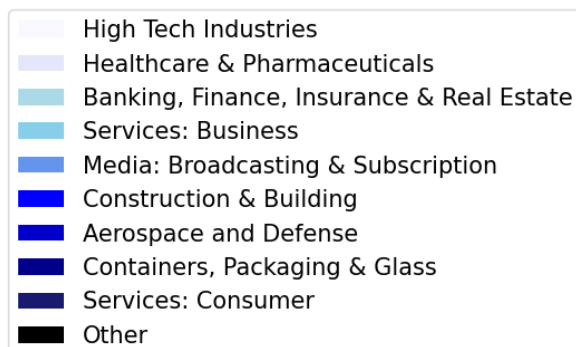 High Tech Industries
Healthcare & Pharmaceuticals
Banking, Finance, Insurance & Real Estate
Services: Business
Media: Broadcasting & Subscription
Construction & Building
Aerospace and Defense
Containers, Packaging & Glass
Services: Consumer
Other